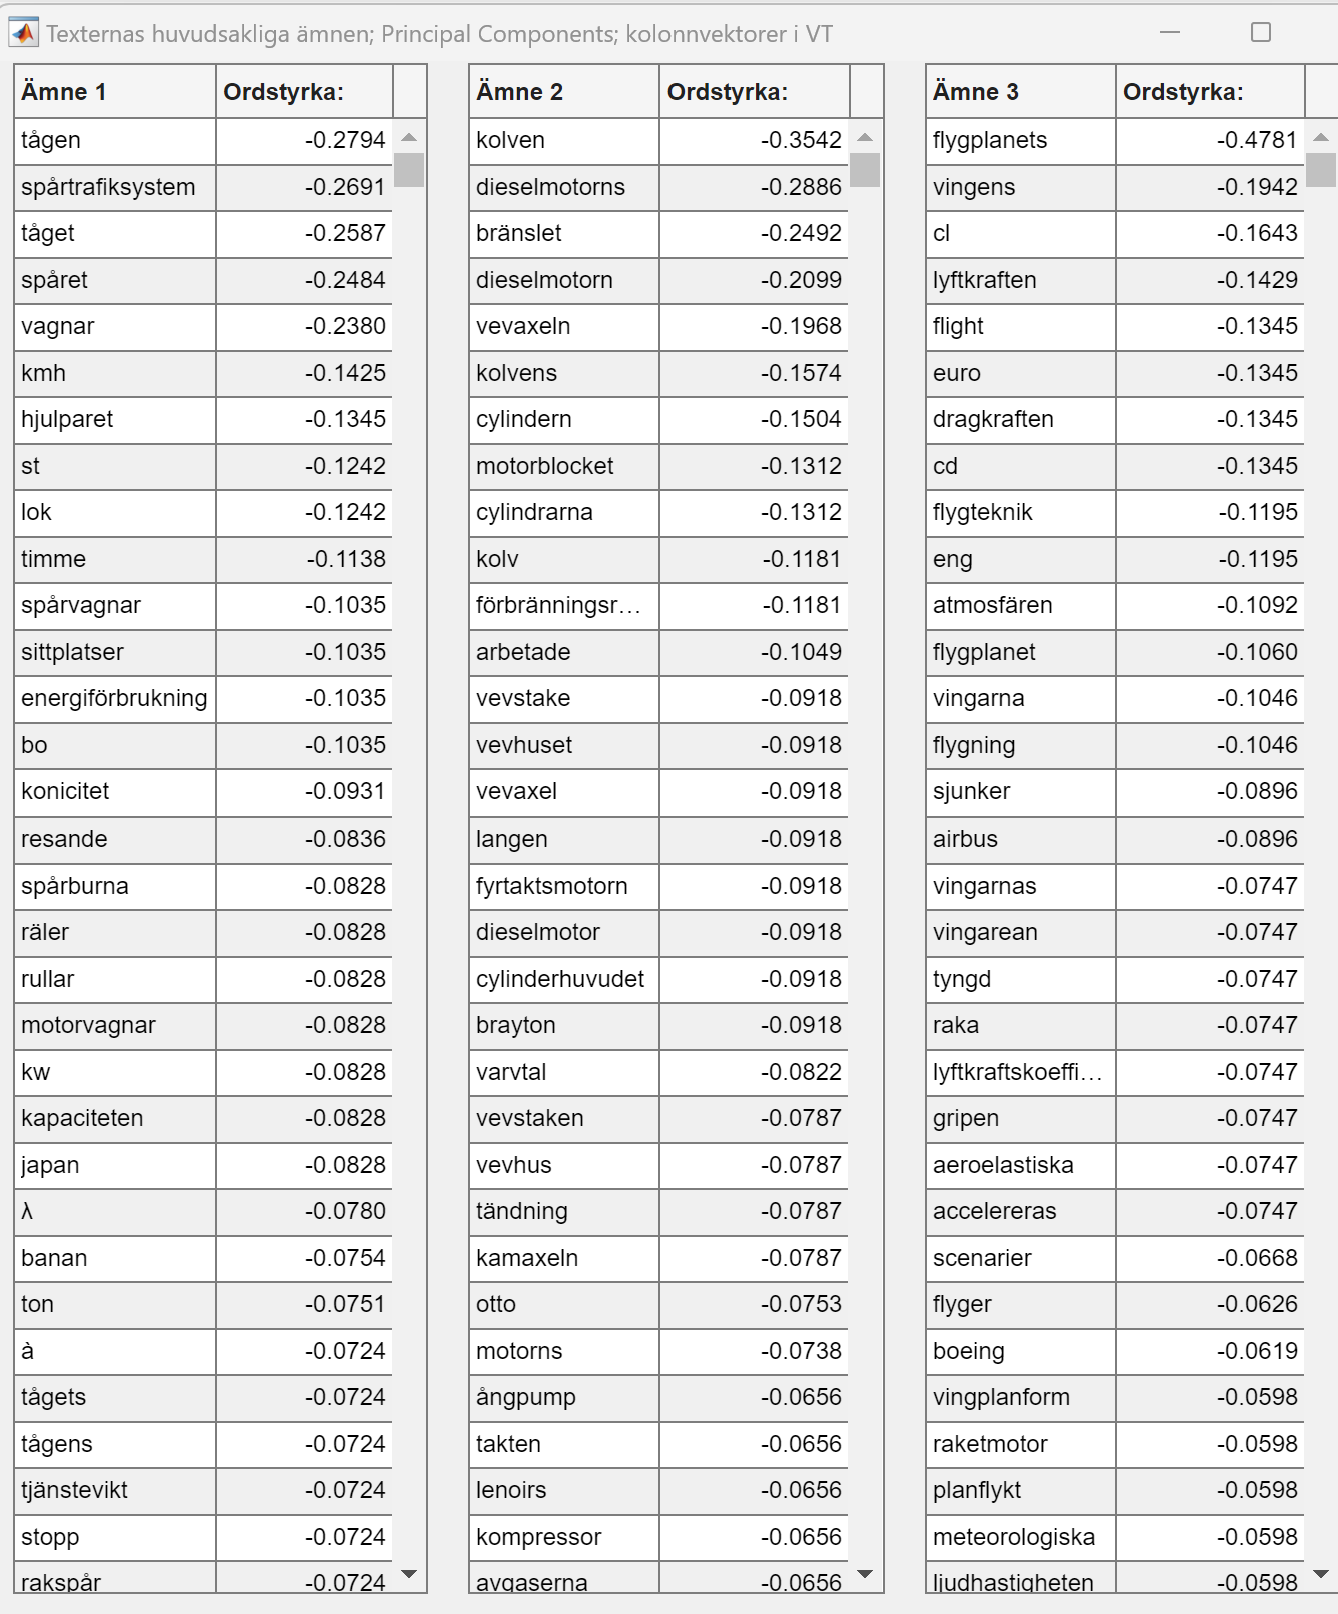 Texternas huvudsakliga ämnen; Principal Components; kolonnvektorer i VT
Ämne 1 Ordstyrka: Ämne 2 Ordstyrka: Ämne 3 Ordstyrka:
tågen -0.2794 kolven -0.3542 flygplanets -0.4781
spårtrafiksystem -0.2691 dieselmotorns -0.2886 vingens -0.1942
tåget -0.2587 bränslet -0.2492 cl -0.1643
spåret -0.2484 dieselmotorn -0.2099 lyftkraften -0.1429
vagnar -0.2380 vevaxeln -0.1968 flight -0.1345
kmh -0.1425 kolvens -0.1574 euro -0.1345
hjulparet -0.1345 cylindern -0.1504 dragkraften -0.1345
st -0.1242 motorblocket -0.1312 cd -0.1345
lok -0.1242 cylindrarna -0.1312 flygteknik -0.1195
timme -0.1138 kolv -0.1181 eng -0.1195
spårvagnar -0.1035 förbränningsr… -0.1181 atmosfären -0.1092
sittplatser -0.1035 arbetade -0.1049 flygplanet -0.1060
energiförbrukning -0.1035 vevstake -0.0918 vingarna -0.1046
bo -0.1035 vevhuset -0.0918 flygning -0.1046
konicitet -0.0931 vevaxel -0.0918 sjunker -0.0896
resande -0.0836 langen -0.0918 airbus -0.0896
spårburna -0.0828 fyrtaktsmotorn -0.0918 vingarnas -0.0747
räler -0.0828 dieselmotor -0.0918 vingarean -0.0747
rullar -0.0828 cylinderhuvudet -0.0918 tyngd -0.0747
motorvagnar -0.0828 brayton -0.0918 raka -0.0747
kw -0.0828 varvtal -0.0822 lyftkraftskoeffi… -0.0747
kapaciteten -0.0828 vevstaken -0.0787 gripen -0.0747
japan -0.0828 vevhus -0.0787 aeroelastiska -0.0747
λ -0.0780 tändning -0.0787 accelereras -0.0747
banan -0.0754 kamaxeln -0.0787 scenarier -0.0668
ton -0.0751 otto -0.0753 flyger -0.0626
à -0.0724 motorns -0.0738 boeing -0.0619
tågets -0.0724 ångpump -0.0656 vingplanform -0.0598
tågens -0.0724 takten -0.0656 raketmotor -0.0598
tjänstevikt -0.0724 lenoirs -0.0656 planflykt -0.0598
stopp -0.0724 kompressor -0.0656 meteorologiska -0.0598
rakspår -0.0724 avgaserna -0.0656 ljudhastigheten -0.0598